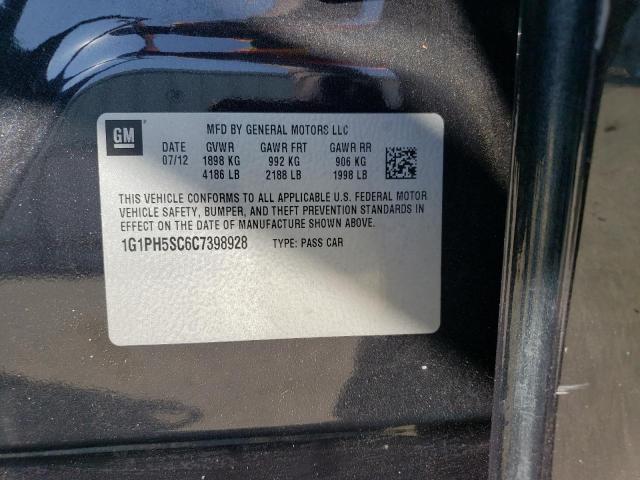 GM
MFD BY GENERAL MOTORS LLC
DATE GVWR GAWR FRT GAWR RR
07/12 1898 KG 992 KG 906 KG
4186 LB 2188 LB 1998 LB
THIS VEHICLE CONFORMS TO ALL APPLICABLE U.S. FEDERAL MOTOR
VEHICLE SAFETY, BUMPER, AND THEFT PREVENTION STANDARDS IN
EFFECT ON THE DATE OF MANUFACTURE SHOWN ABOVE.
1G1PH5SC6C7398928 TYPE: PASS CAR